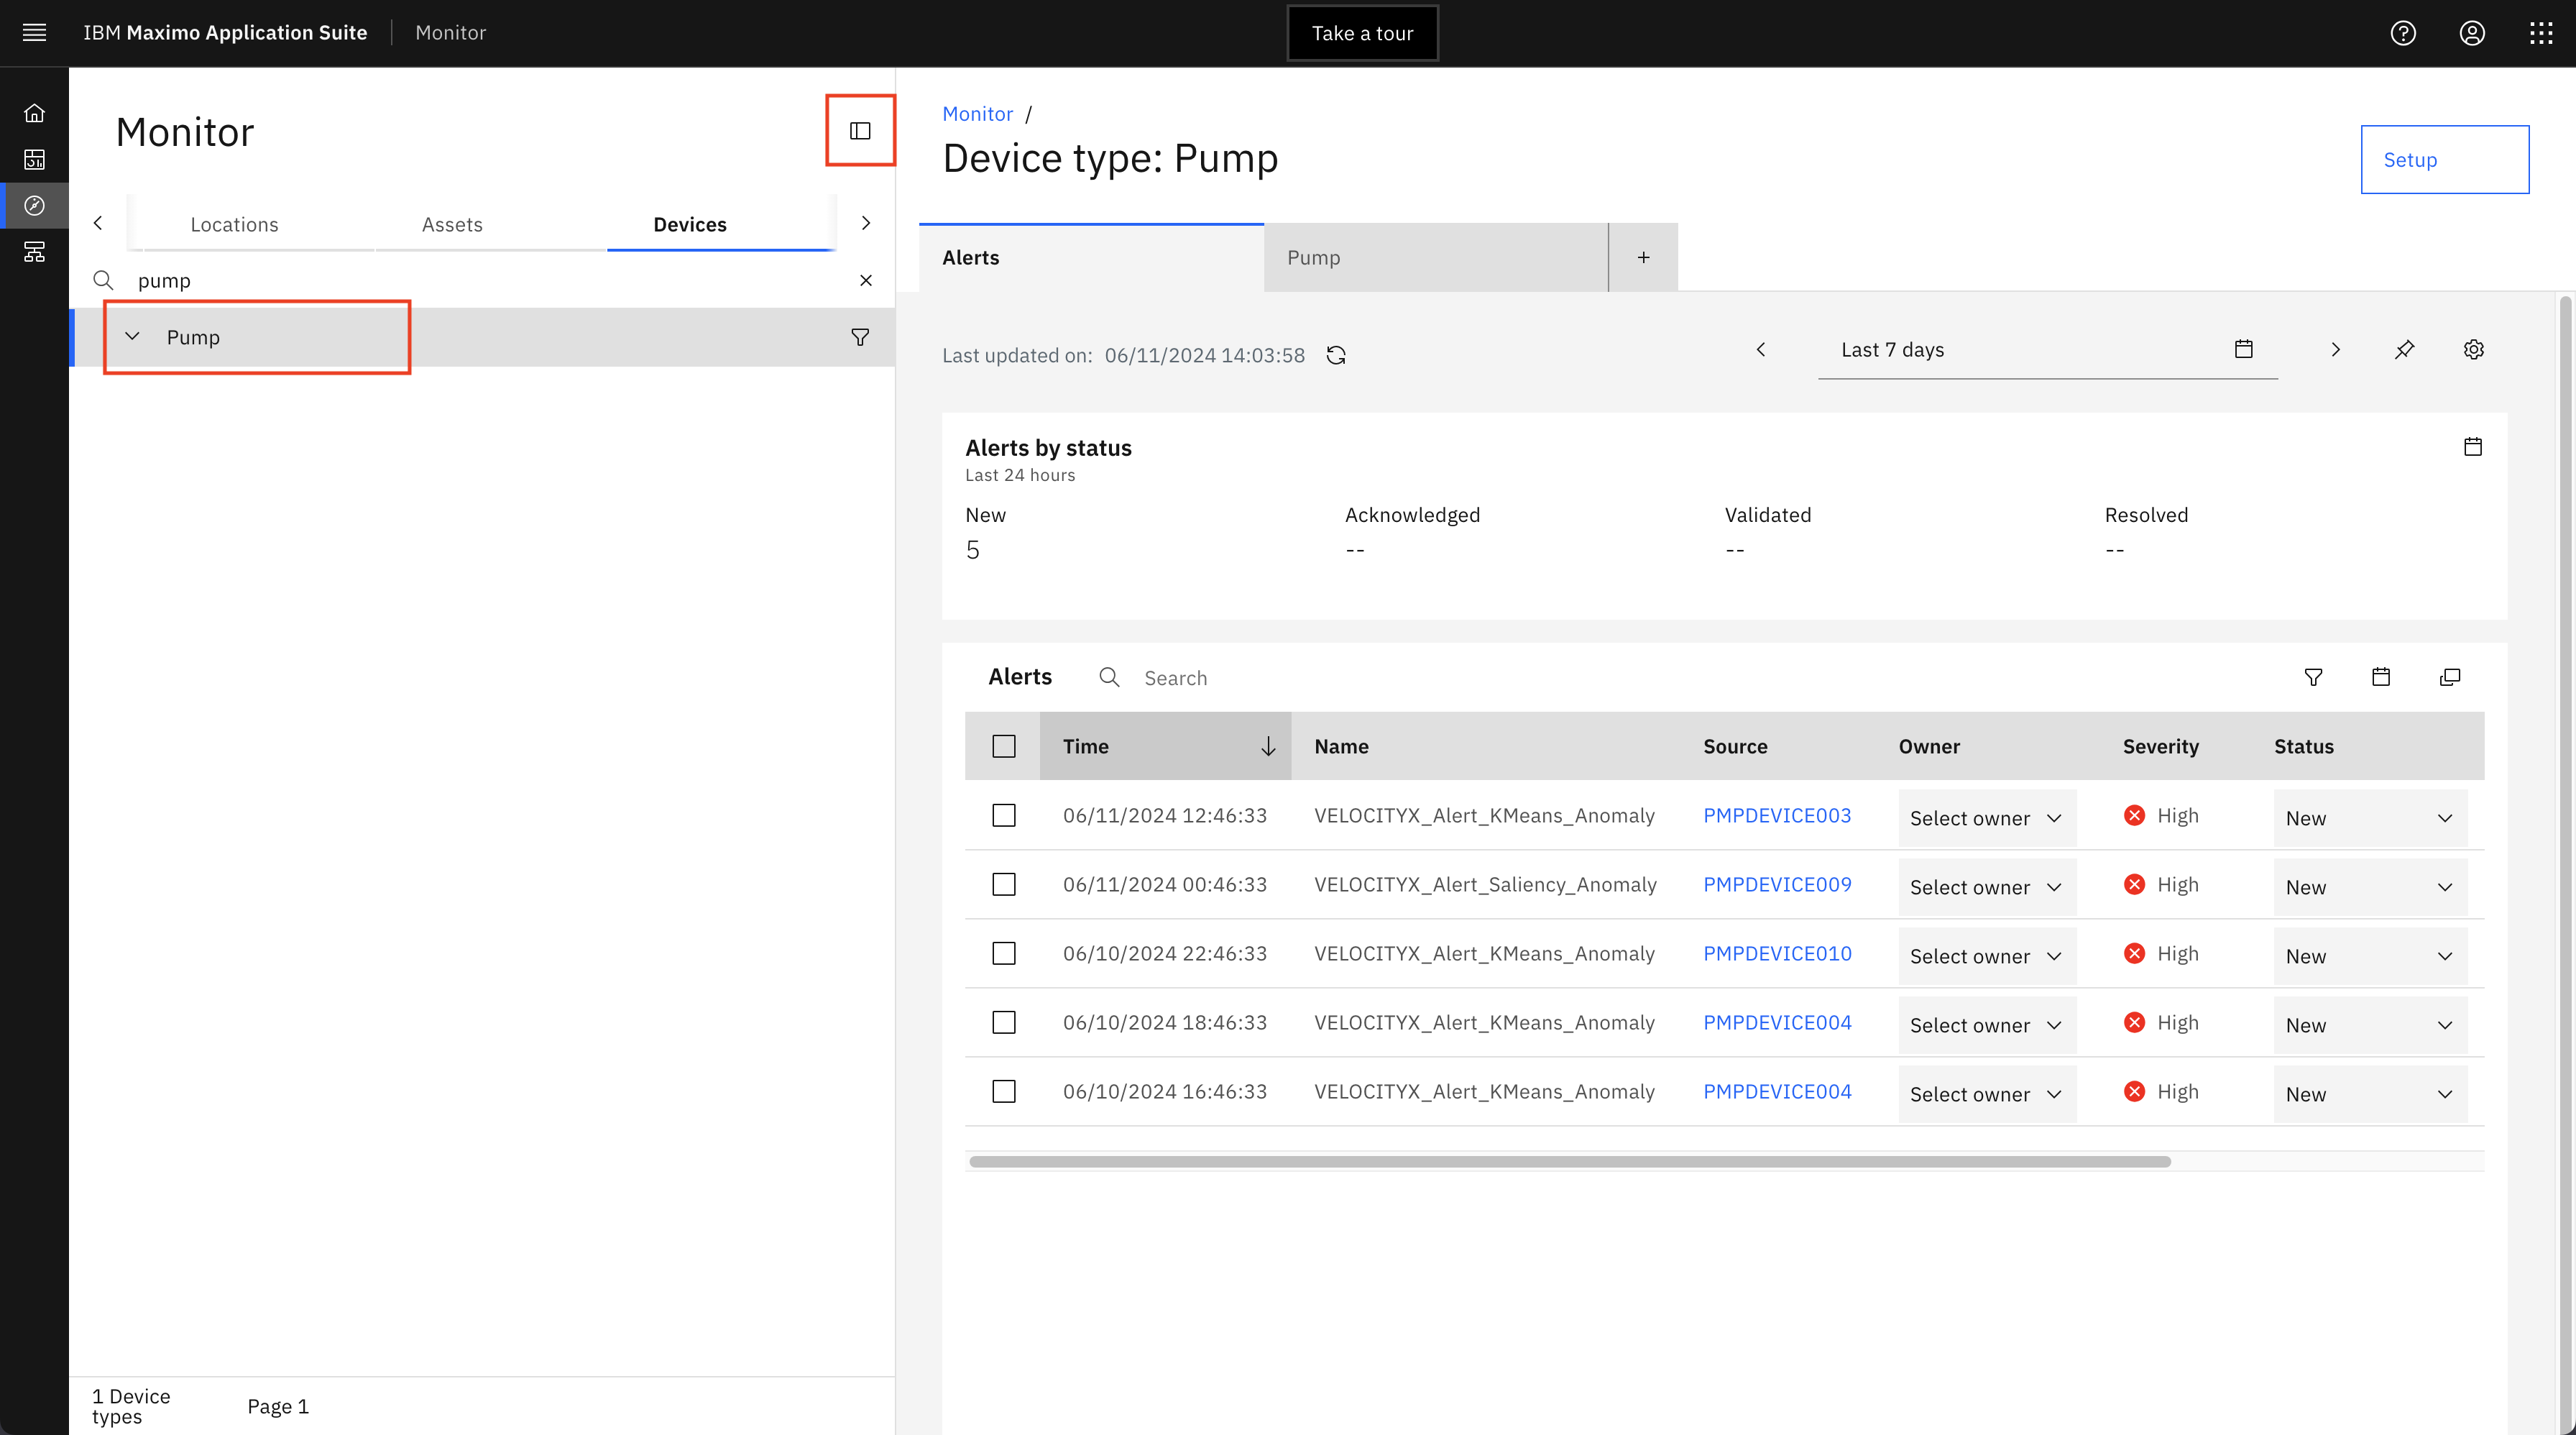 IBM Maximo Application Suite
Monitor
Take a tour
Monitor
Locations
Assets
Devices
pump
Pump
1 Device types
Page 1
Monitor /
Device type: Pump
Setup
Alerts
Pump
+
Last updated on: 06/11/2024 14:03:58
Last 7 days
Alerts by status
Last 24 hours
New
Acknowledged
Validated
Resolved
5
--
--
--
Alerts
Search
Time Name Source Owner Severity Status
06/11/2024 12:46:33 VELOCITYX_Alert_KMeans_Anomaly PMPDEVICE003 Select owner High New
06/11/2024 00:46:33 VELOCITYX_Alert_Saliency_Anomaly PMPDEVICE009 Select owner High New
06/10/2024 22:46:33 VELOCITYX_Alert_KMeans_Anomaly PMPDEVICE010 Select owner High New
06/10/2024 18:46:33 VELOCITYX_Alert_KMeans_Anomaly PMPDEVICE004 Select owner High New
06/10/2024 16:46:33 VELOCITYX_Alert_KMeans_Anomaly PMPDEVICE004 Select owner High New